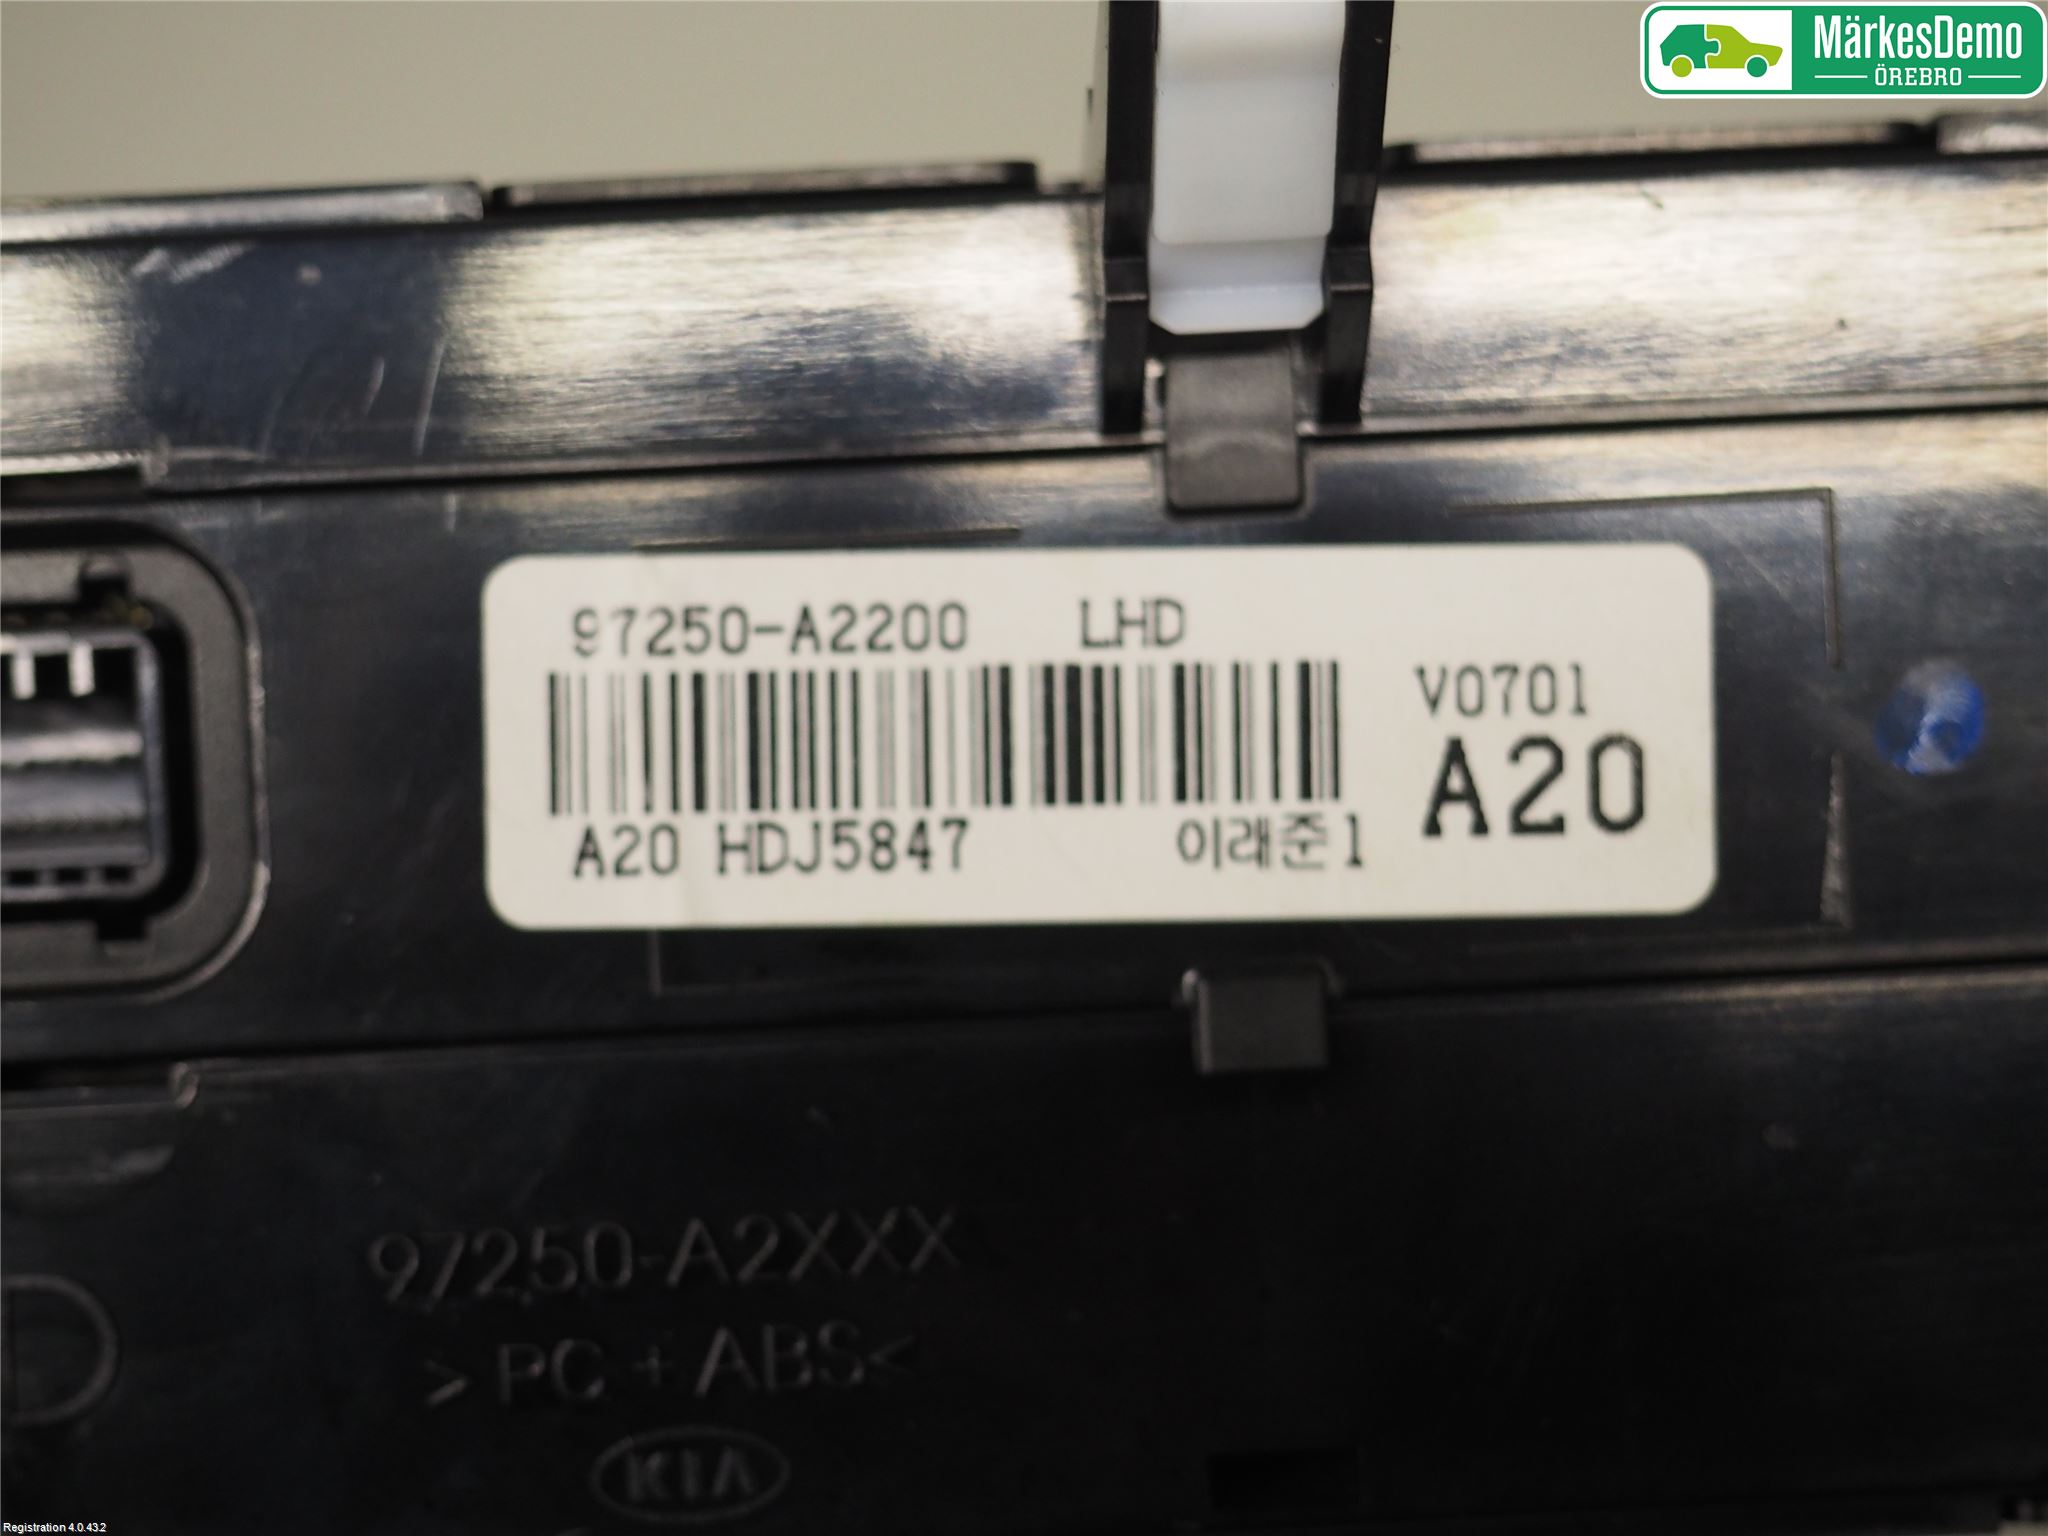 MärkesDemo
ÖREBRO
97250-A2200 LHD
V0701
A20
A20 HDJ5847 이래준1
97250-A2XXX
>PC+ABS<
KIA
Registration 4.0.43.2